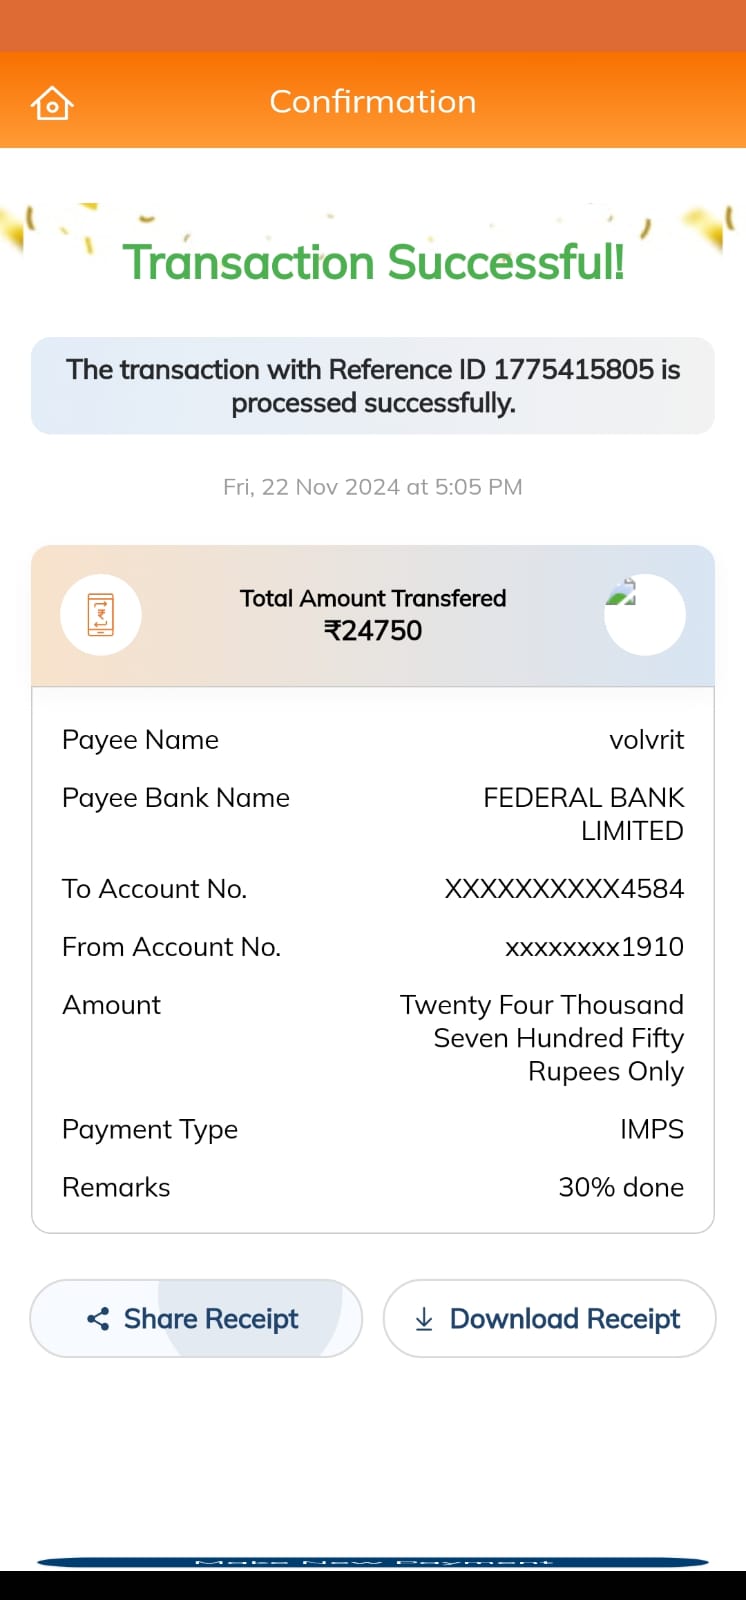 Confirmation
Transaction Successful!
The transaction with Reference ID 1775415805 is
processed successfully.
Fri, 22 Nov 2024 at 5:05 PM
Total Amount Transfered
₹24750
Payee Name volvrit
Payee Bank Name FEDERAL BANK
LIMITED
To Account No. XXXXXXXXXX4584
From Account No. xxxxxxxx1910
Amount Twenty Four Thousand
Seven Hundred Fifty
Rupees Only
Payment Type IMPS
Remarks 30% done
Share Receipt Download Receipt
Make New Payment